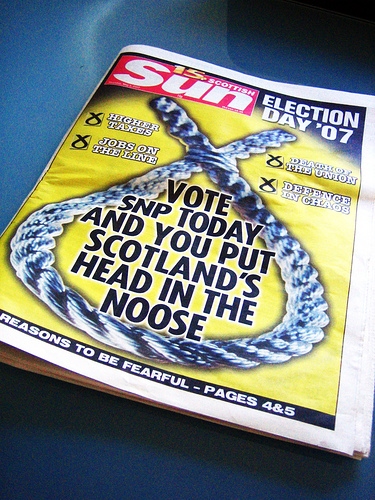 15p
SCOTTISH
Sun
ELECTION
DAY '07
HIGHER
TAXES
JOBS ON
THE LINE
DEATH OF
THE UNION
DEFENCE
IN CHAOS
VOTE
SNP TODAY
AND YOU PUT
SCOTLAND'S
HEAD IN THE
NOOSE
REASONS TO BE FEARFUL - PAGES 4&5